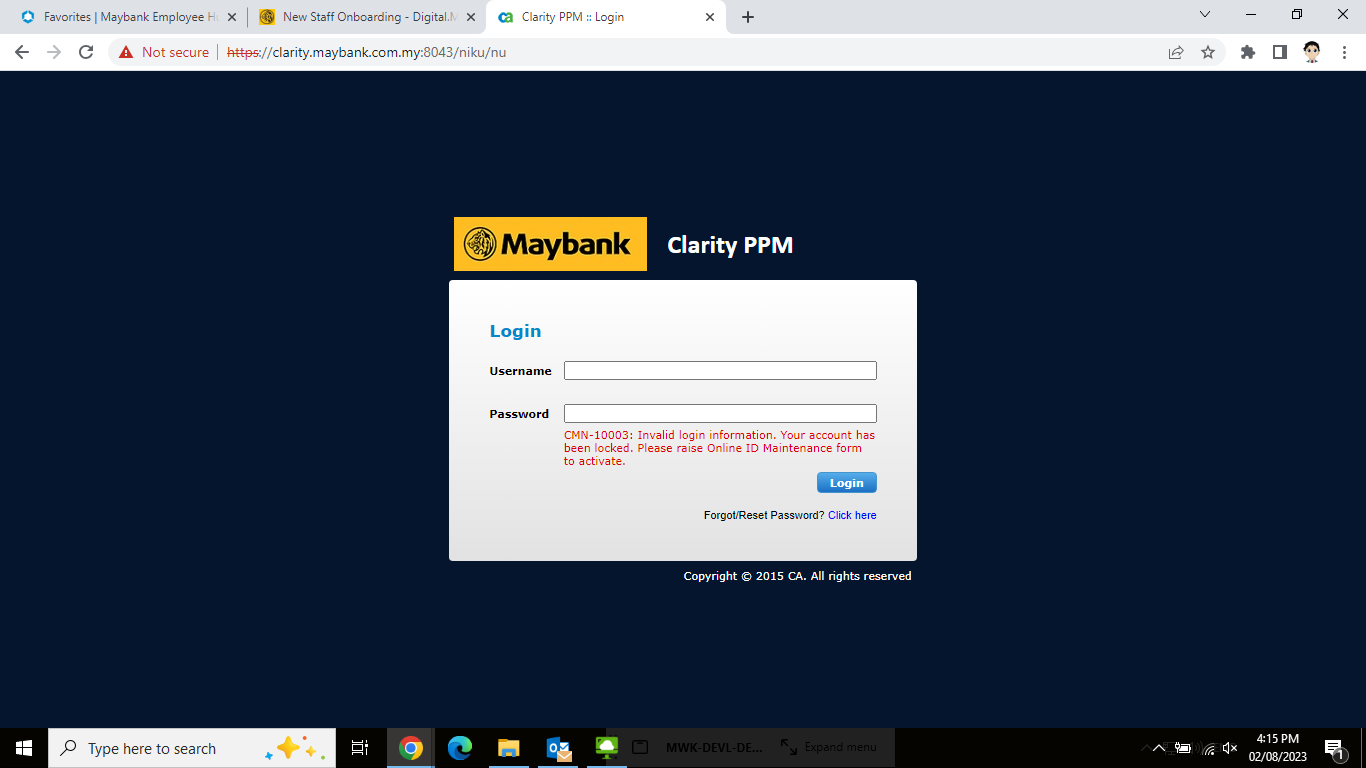 Favorites | Maybank Employee H
New Staff Onboarding - Digital.M
Clarity PPM :: Login
Not secure
https://clarity.maybank.com.my:8043/niku/nu
Maybank
Clarity PPM
Login
Username
Password
CMN-10003: Invalid login information. Your account has
been locked. Please raise Online ID Maintenance form
to activate.
Login
Forgot/Reset Password? Click here
Copyright © 2015 CA. All rights reserved
Type here to search
MWK-DEVL-DE...
Expand menu
4:15 PM
02/08/2023
1